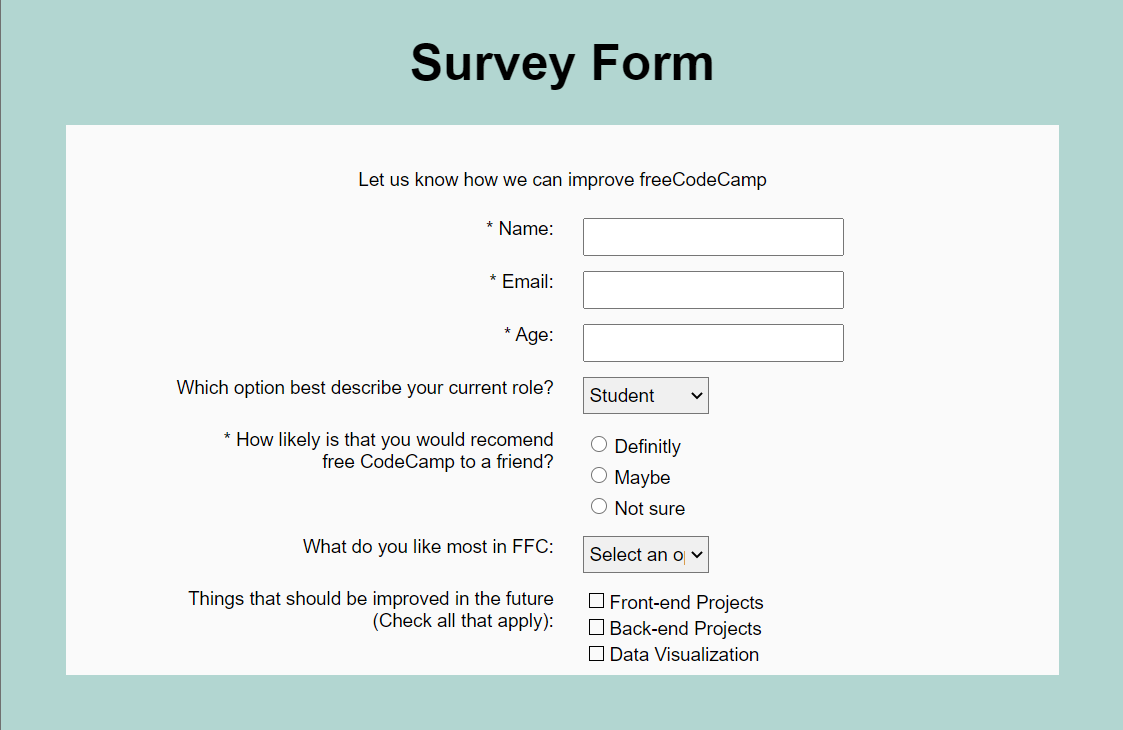 Survey Form
Let us know how we can improve freeCodeCamp
* Name:
* Email:
* Age:
Which option best describe your current role?
Student
* How likely is that you would recomend
free CodeCamp to a friend?
Definitly
Maybe
Not sure
What do you like most in FFC:
Select an o
Things that should be improved in the future
(Check all that apply):
Front-end Projects
Back-end Projects
Data Visualization